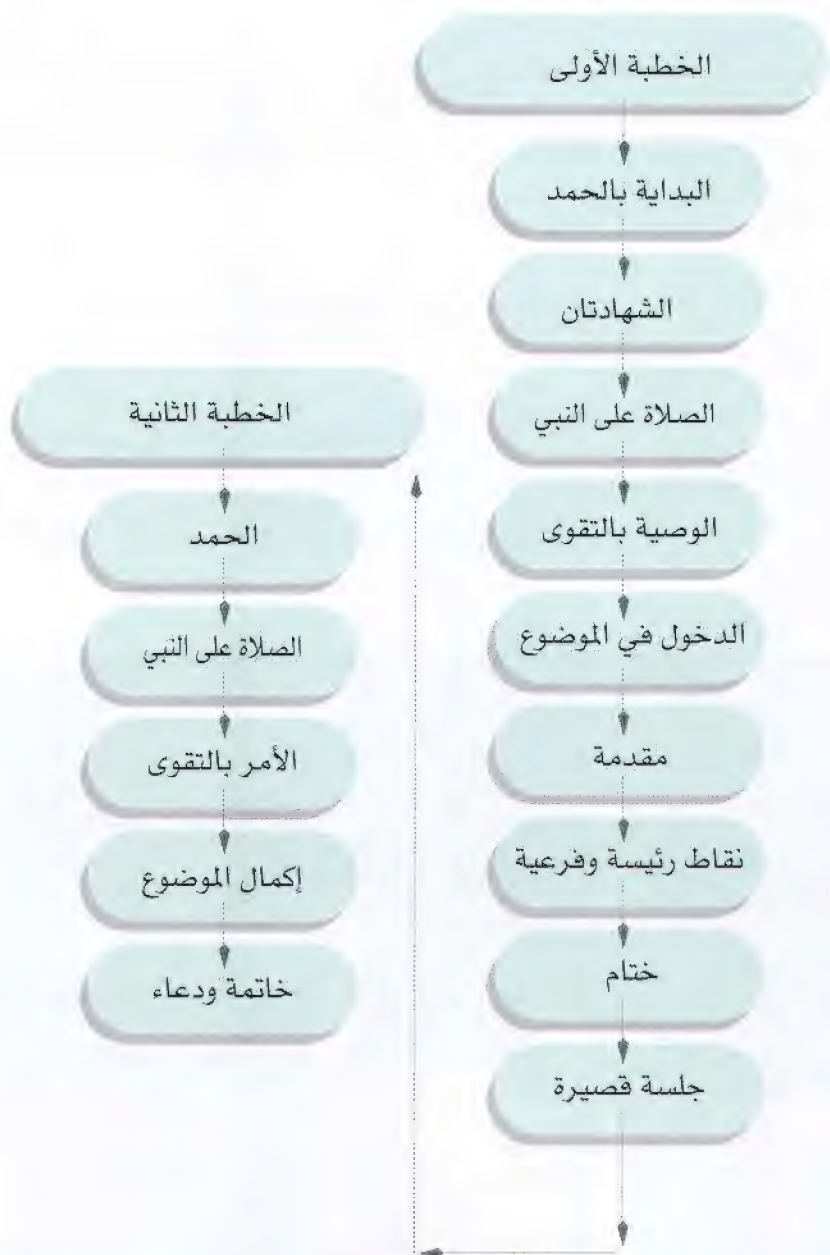 الخطبة الأولى
البداية بالحمد
الشهادتان
الصلاة على النبي
الوصية بالتقوى
الدخول في الموضوع
مقدمة
نقاط رئيسة وفرعية
ختام
جلسة قصيرة
الخطبة الثانية
الحمد
الصلاة على النبي
الأمر بالتقوى
إكمال الموضوع
خاتمة ودعاء